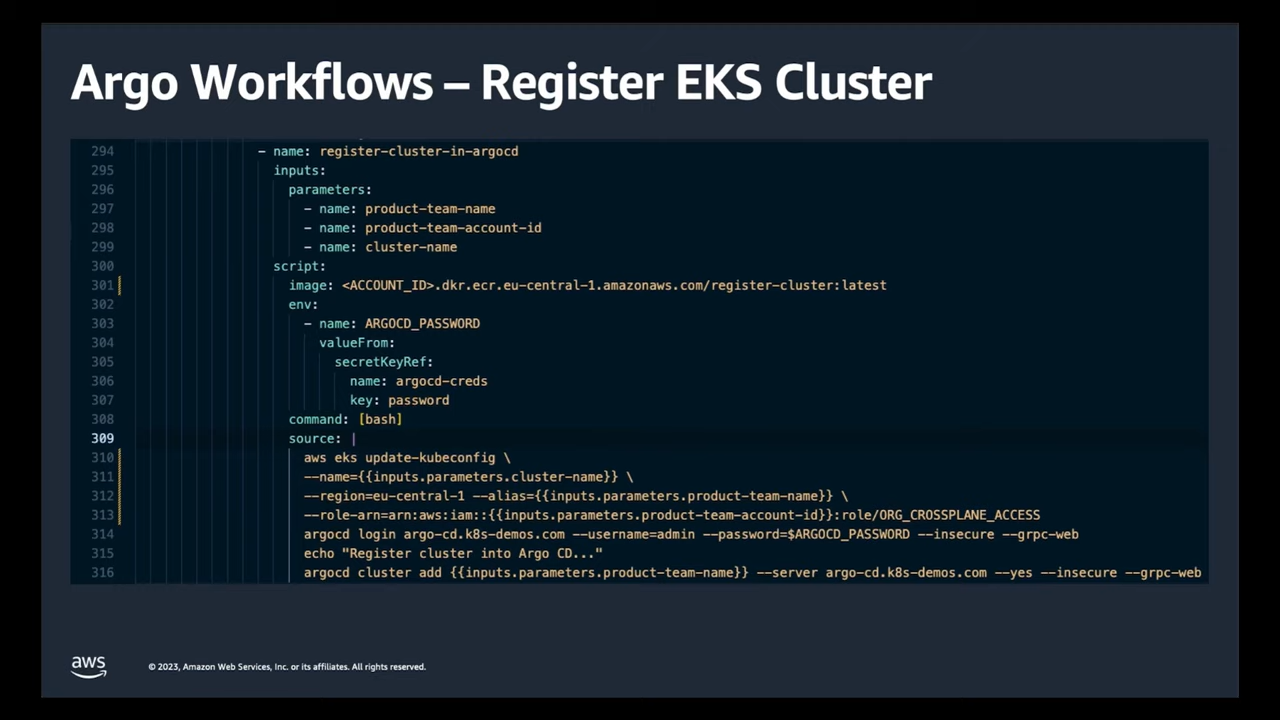 Argo Workflows – Register EKS Cluster
294 - name: register-cluster-in-argocd
295 inputs:
296 parameters:
297 - name: product-team-name
298 - name: product-team-account-id
299 - name: cluster-name
300 script:
301 image: <ACCOUNT_ID>.dkr.ecr.eu-central-1.amazonaws.com/register-cluster:latest
302 env:
303 - name: ARGOCD_PASSWORD
304 valueFrom:
305 secretKeyRef:
306 name: argocd-creds
307 key: password
308 command: [bash]
309 source: |
310 aws eks update-kubeconfig \
311 --name={{inputs.parameters.cluster-name}} \
312 --region=eu-central-1 --alias={{inputs.parameters.product-team-name}} \
313 --role-arn=arn:aws:iam::{{inputs.parameters.product-team-account-id}}:role/ORG_CROSSPLANE_ACCESS
314 argocd login argo-cd.k8s-demos.com --username=admin --password=$ARGOCD_PASSWORD --insecure --grpc-web
315 echo "Register cluster into Argo CD..."
316 argocd cluster add {{inputs.parameters.product-team-name}} --server argo-cd.k8s-demos.com --yes --insecure --grpc-web
aws
© 2023, Amazon Web Services, Inc. or its affiliates. All rights reserved.